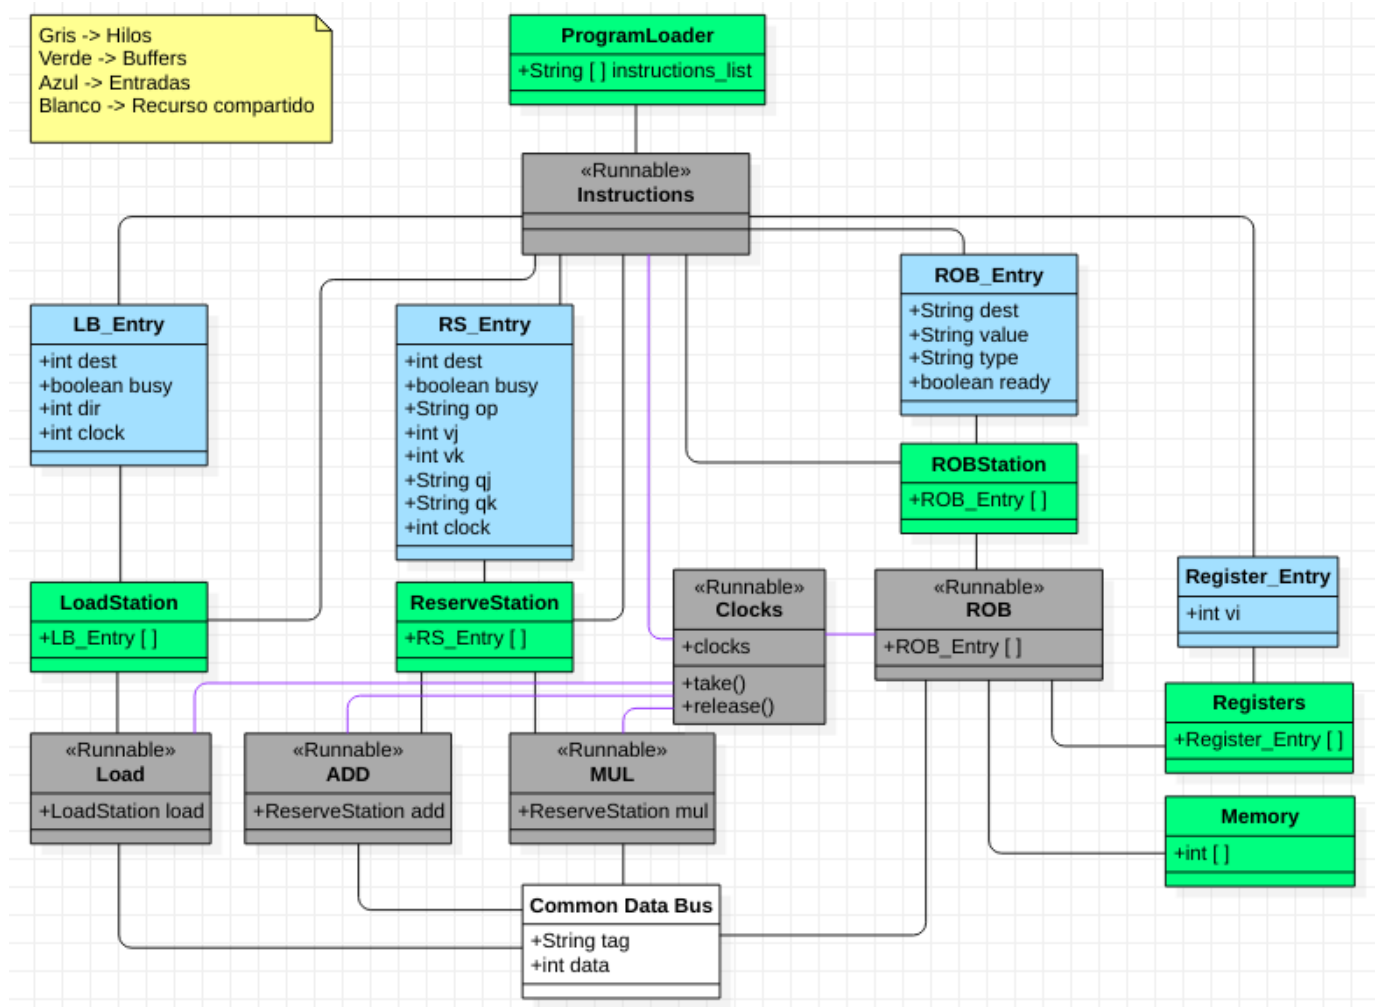 Gris -> Hilos
Verde -> Buffers
Azul -> Entradas
Blanco -> Recurso compartido
ProgramLoader
+String [ ] instructions_list
«Runnable»
Instructions
LB_Entry
+int dest
+boolean busy
+int dir
+int clock
RS_Entry
+int dest
+boolean busy
+String op
+int vj
+int vk
+String qj
+String qk
+int clock
ROB_Entry
+String dest
+String value
+String type
+boolean ready
ROBStation
+ROB_Entry [ ]
LoadStation
+LB_Entry [ ]
ReserveStation
+RS_Entry [ ]
«Runnable»
Clocks
+clocks
+take()
+release()
«Runnable»
ROB
+ROB_Entry [ ]
Register_Entry
+int vi
Registers
+Register_Entry [ ]
«Runnable»
Load
+LoadStation load
«Runnable»
ADD
+ReserveStation add
«Runnable»
MUL
+ReserveStation mul
Memory
+int [ ]
Common Data Bus
+String tag
+int data